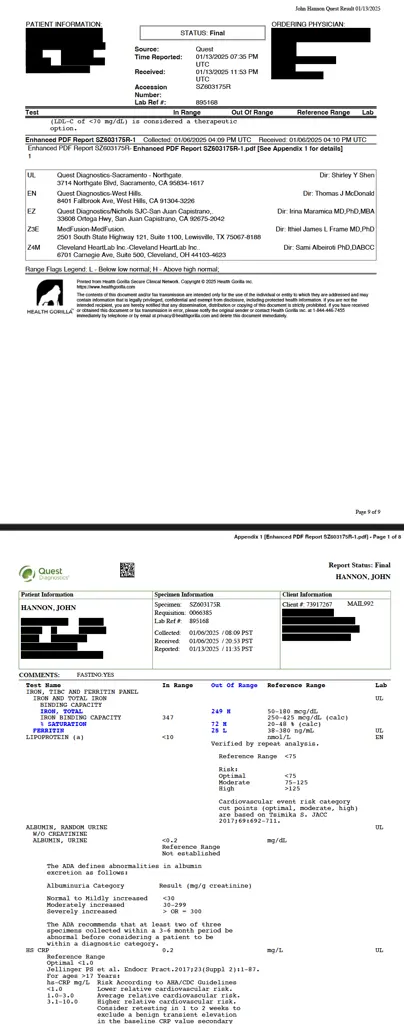 John Hannon Quest Result 01/13/2025
PATIENT INFORMATION:
STATUS: Final
ORDERING PHYSICIAN:
Source: Quest
Time Reported: 01/13/2025 07:35 PM UTC
Received: 01/13/2025 11:53 PM UTC
Accession Number: SZ603175R
Lab Ref #: 895168
Test In Range Out Of Range Reference Range Lab
(LDL-C of <70 mg/dL) is considered a therapeutic
option.
Enhanced PDF Report SZ603175R-1 Collected: 01/06/2025 04:09 PM UTC Received: 01/06/2025 04:10 PM UTC
Enhanced PDF Report SZ603175R- Enhanced PDF Report SZ603175R-1.pdf [See Appendix 1 for details]
1
UL Quest Diagnostics-Sacramento - Northgate. Dir: Shirley Y Shen
3714 Northgate Blvd, Sacramento, CA 95834-1617
EN Quest Diagnostics-West Hills. Dir: Thomas J McDonald
8401 Fallbrook Ave, West Hills, CA 91304-3226
EZ Quest Diagnostics/Nichols SJC-San Juan Capistrano,. Dir: Irina Maramica MD,PhD,MBA
33608 Ortega Hwy, San Juan Capistrano, CA 92675-2042
Z3E MedFusion-MedFusion. Dir: Ithiel James L Frame MD,PhD
2501 South State Highway 121, Suite 1100, Lewisville, TX 75067-8188
Z4M Cleveland HeartLab Inc.-Cleveland HeartLab Inc.. Dir: Sami Albeiroti PhD,DABCC
6701 Carnegie Ave, Suite 500, Cleveland, OH 44103-4623
Range Flags Legend: L - Below low normal; H - Above high normal;
HEALTH GORILLA
Printed from Health Gorilla Secure Clinical Network. Copyright © 2025 Health Gorilla Inc.
https://www.healthgorilla.com
The contents of this document and/or fax transmission are intended only for the use of the individual or entity to which they are addressed and may
contain information that is legally privileged, confidential and exempt from disclosure, including protected health-information. If you are not the
intended recipient, you are hereby notified that any dissemination, distribution or copying of this document is strictly prohibited. If you have received
or obtained this document or fax transmission in error, please notify the original sender or contact Health Gorilla Inc. at 1-844-446-7455
immediately by telephone or by email at privacy@healthgorilla.com and delete this document immediately.
Page 9 of 9
Appendix 1 [Enhanced PDF Report SZ603175R-1.pdf] - Page 1 of 8
Quest Diagnostics
Report Status: Final
HANNON, JOHN
Patient Information Specimen Information Client Information
HANNON, JOHN
Specimen: SZ603175R
Requisition: 0066385
Lab Ref #: 895168
Collected: 01/06/2025 / 08:09 PST
Received: 01/06/2025 / 20:53 PST
Reported: 01/13/2025 / 11:35 PST
Client #: 73917267 MAIL992
COMMENTS: FASTING:YES
Test Name In Range Out Of Range Reference Range Lab
IRON, TIBC AND FERRITIN PANEL
IRON AND TOTAL IRON UL
BINDING CAPACITY
IRON, TOTAL 249 H 50-180 mcg/dL
IRON BINDING CAPACITY 347 250-425 mcg/dL (calc)
% SATURATION 72 H 20-48 % (calc)
FERRITIN 28 L 38-380 ng/mL UL
LIPOPROTEIN (a) <10 nmol/L EN
Verified by repeat analysis.
Reference Range <75
Risk:
Optimal <75
Moderate 75-125
High >125
Cardiovascular event risk category
cut points (optimal, moderate, high)
are based on Tsimika S. JACC
2017;69:692-711.
ALBUMIN, RANDOM URINE UL
W/O CREATININE
ALBUMIN, URINE <0.2 mg/dL
Reference Range
Not established
The ADA defines abnormalities in albumin
excretion as follows:
Albuminuria Category Result (mg/g creatinine)
Normal to Mildly increased <30
Moderately increased 30-299
Severely increased > OR = 300
The ADA recommends that at least two of three
specimens collected within a 3-6 month period be
abnormal before considering a patient to be
within a diagnostic category.
HS CRP 0.2 mg/L UL
Reference Range
Optimal <1.0
Jellinger PS et al. Endocr Pract.2017;23(Suppl 2):1-87.
For ages >17 Years:
hs-CRP mg/L Risk According to AHA/CDC Guidelines
<1.0 Lower relative cardiovascular risk.
1.0-3.0 Average relative cardiovascular risk.
3.1-10.0 Higher relative cardiovascular risk.
Consider retesting in 1 to 2 weeks to
exclude a benign transient elevation
in the baseline CRP value secondary